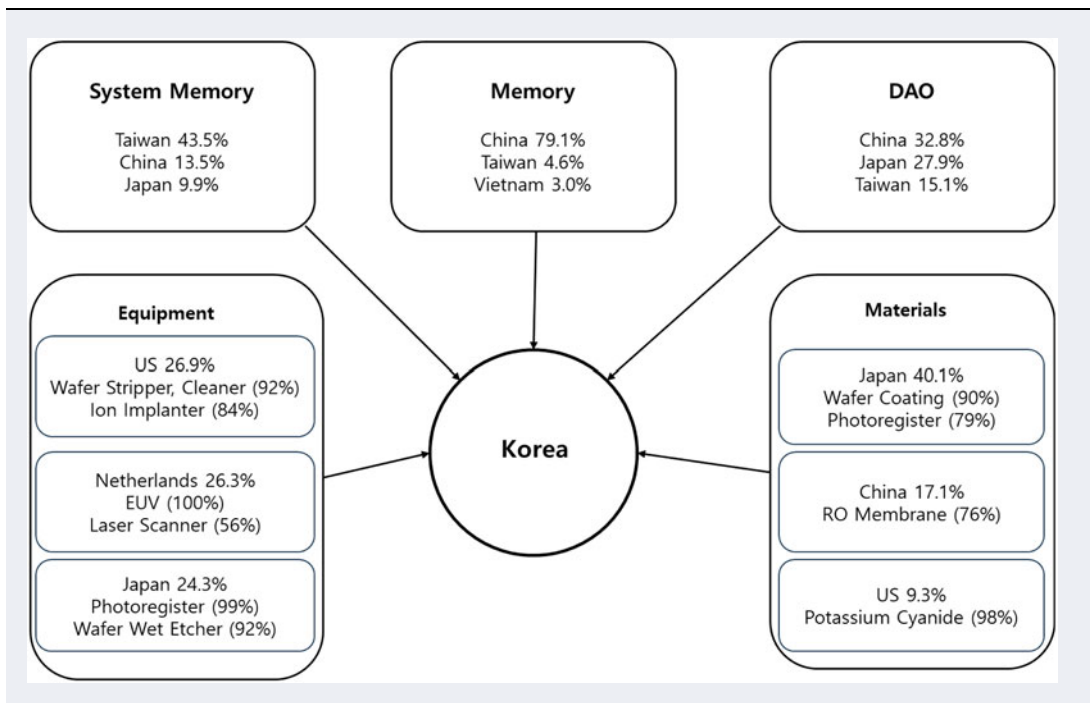 System Memory
Taiwan 43.5%
China 13.5%
Japan 9.9%
Memory
China 79.1%
Taiwan 4.6%
Vietnam 3.0%
DAO
China 32.8%
Japan 27.9%
Taiwan 15.1%
Equipment
US 26.9%
Wafer Stripper, Cleaner (92%)
Ion Implanter (84%)
Netherlands 26.3%
EUV (100%)
Laser Scanner (56%)
Japan 24.3%
Photoregister (99%)
Wafer Wet Etcher (92%)
Korea
Materials
Japan 40.1%
Wafer Coating (90%)
Photoregister (79%)
China 17.1%
RO Membrane (76%)
US 9.3%
Potassium Cyanide (98%)